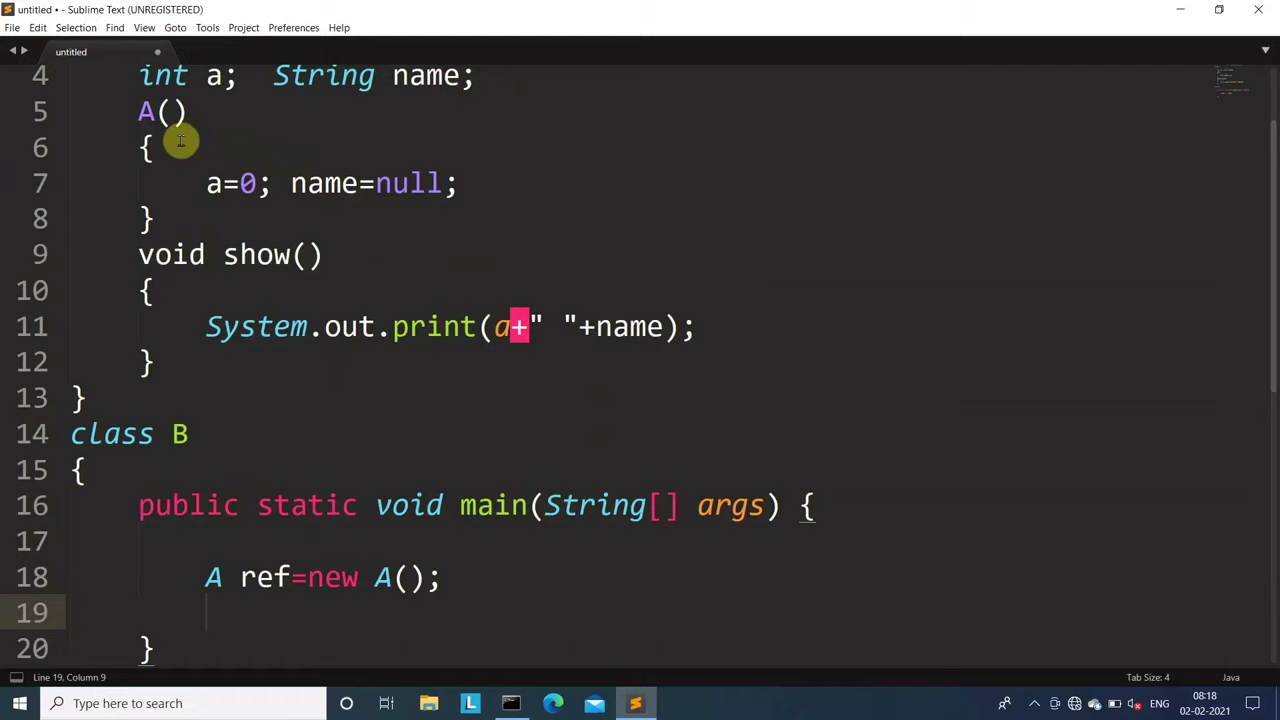 untitled • - Sublime Text (UNREGISTERED)
File Edit Selection Find View Goto Tools Project Preferences Help
untitled
4 int a; String name;
5 A()
6 {
7 a=0; name=null;
8 }
9 void show()
10 {
11 System.out.print(a+" "+name);
12 }
13 }
14 class B
15 {
16 public static void main(String[] args) {
17
18 A ref=new A();
19
20 }
Line 19, Column 9 Tab Size: 4 Java
Type here to search L ENG 08:18
02-02-2021